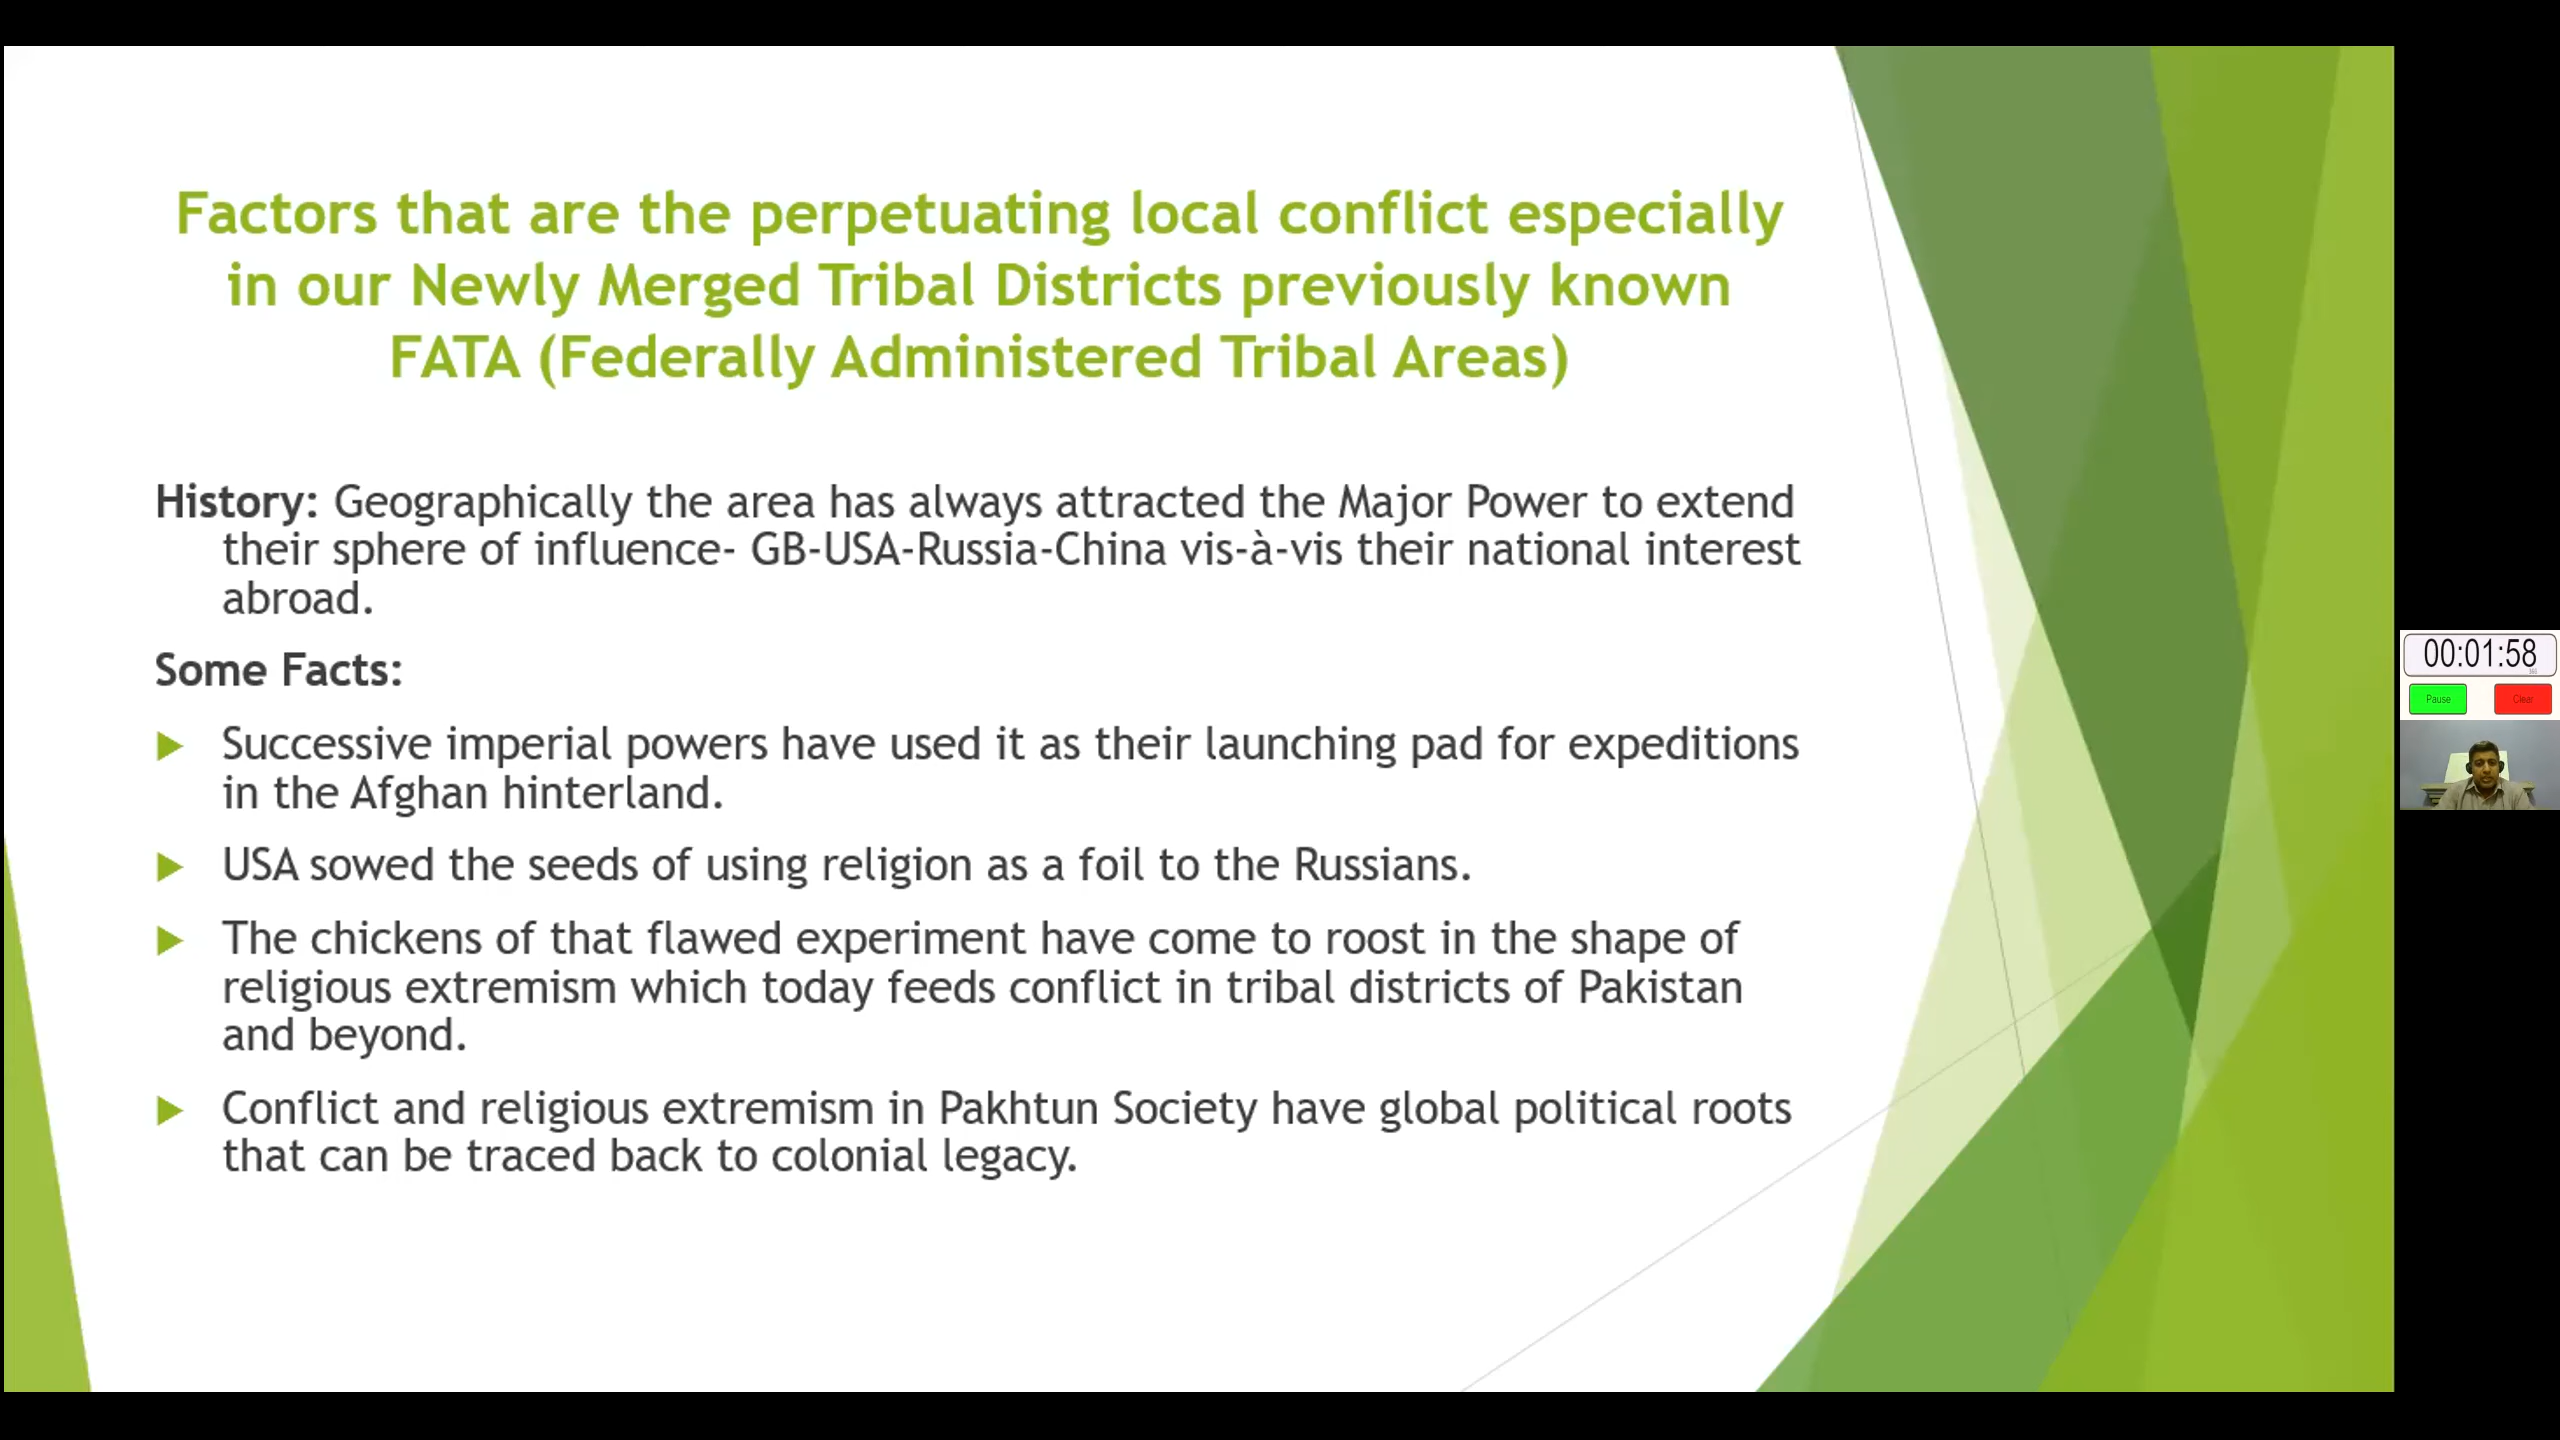 Factors that are the perpetuating local conflict especially
in our Newly Merged Tribal Districts previously known
FATA (Federally Administered Tribal Areas)
History: Geographically the area has always attracted the Major Power to extend
their sphere of influence- GB-USA-Russia-China vis-à-vis their national interest
abroad.
Some Facts:
Successive imperial powers have used it as their launching pad for expeditions
in the Afghan hinterland.
USA sowed the seeds of using religion as a foil to the Russians.
The chickens of that flawed experiment have come to roost in the shape of
religious extremism which today feeds conflict in tribal districts of Pakistan
and beyond.
Conflict and religious extremism in Pakhtun Society have global political roots
that can be traced back to colonial legacy.
00:01:58
Pause
Clear